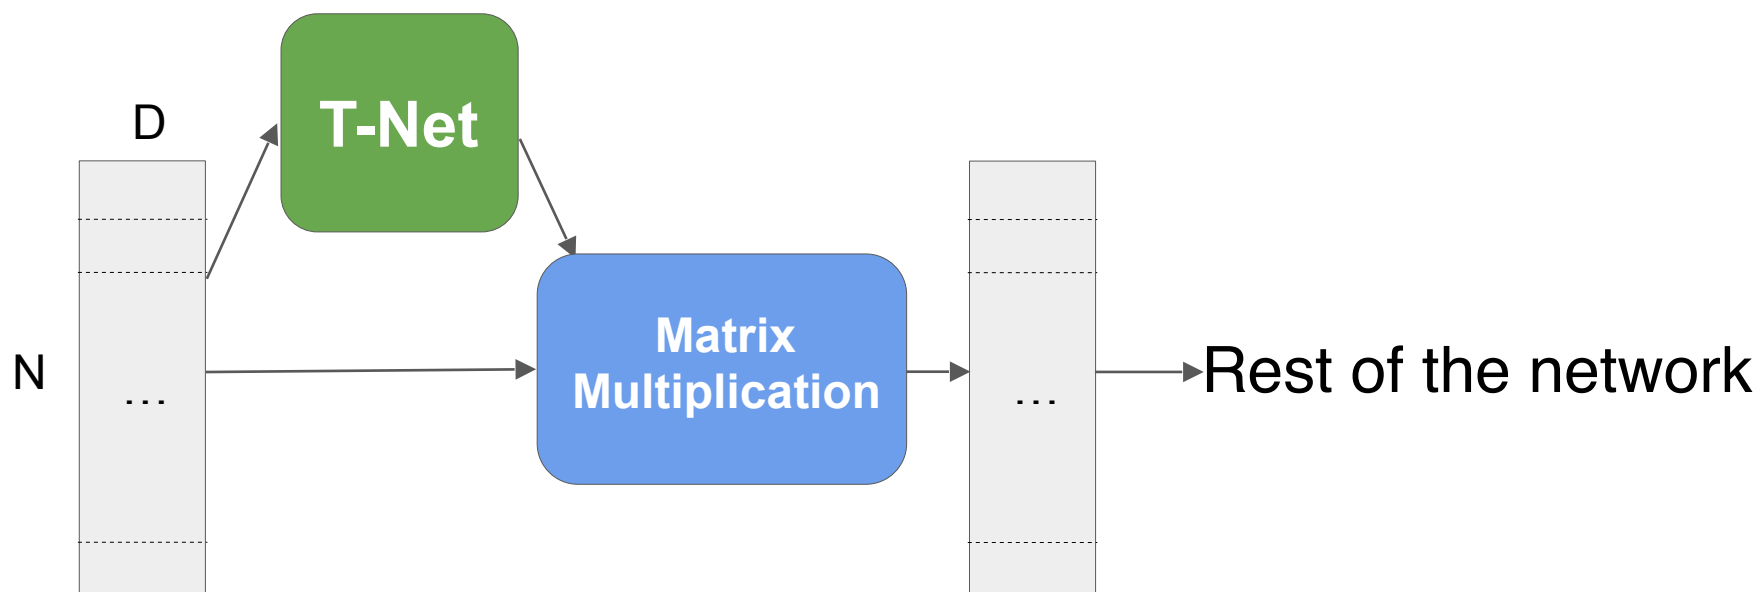 D
T-Net
N
...
Matrix
Multiplication
...
Rest of the network